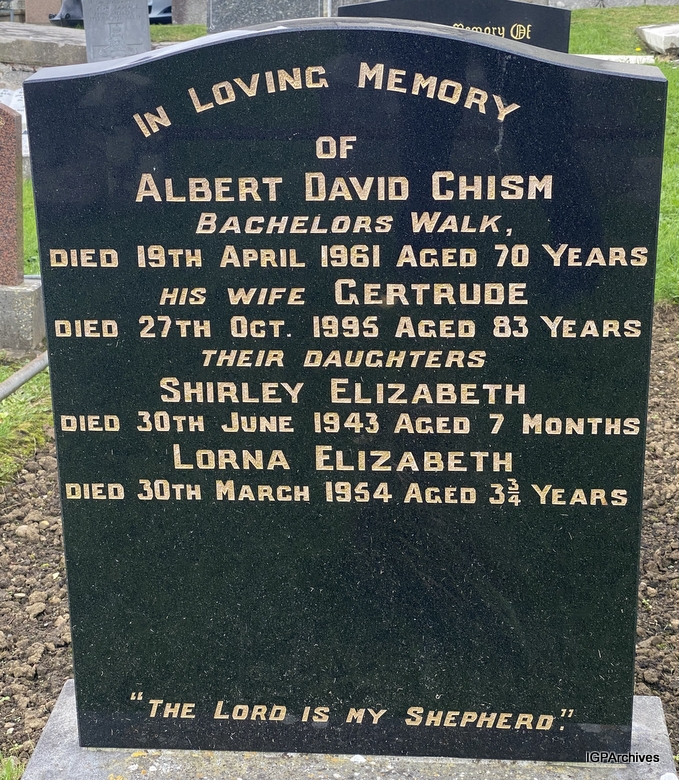 Memory Of
IN LOVING MEMORY
OF
ALBERT DAVID CHISM
BACHELORS WALK,
DIED 19TH APRIL 1961 AGED 70 YEARS
HIS WIFE GERTRUDE
DIED 27TH OCT. 1995 AGED 83 YEARS
THEIR DAUGHTERS
SHIRLEY ELIZABETH
DIED 30TH JUNE 1943 AGED 7 MONTHS
LORNA ELIZABETH
DIED 30TH MARCH 1954 AGED 3¾ YEARS
“THE LORD IS MY SHEPHERD.”
IGPArchives